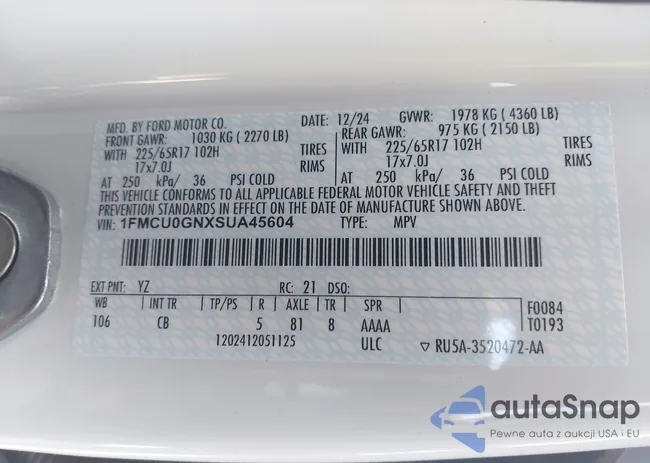 MFD. BY FORD MOTOR CO. DATE: 12/24 GVWR: 1978 KG ( 4360 LB)
FRONT GAWR: 1030 KG ( 2270 LB) REAR GAWR: 975 KG ( 2150 LB)
WITH 225/65R17 102H TIRES WITH 225/65R17 102H TIRES
17x7.0J RIMS 17x7.0J RIMS
AT 250 kPa/ 36 PSI COLD AT 250 kPa/ 36 PSI COLD
THIS VEHICLE CONFORMS TO ALL APPLICABLE FEDERAL MOTOR VEHICLE SAFETY AND THEFT
PREVENTION STANDARDS IN EFFECT ON THE DATE OF MANUFACTURE SHOWN ABOVE.
VIN: 1FMCU0GNXSUA45604 TYPE: MPV
EXT PNT: YZ RC: 21 DSO:
WB INT TR TP/PS R AXLE TR SPR F0084
106 CB 5 81 8 AAAA T0193
1202412051125 ULC ▽ RU5A-3520472-AA
autaSnap
Pewne auta z aukcji USA i EU